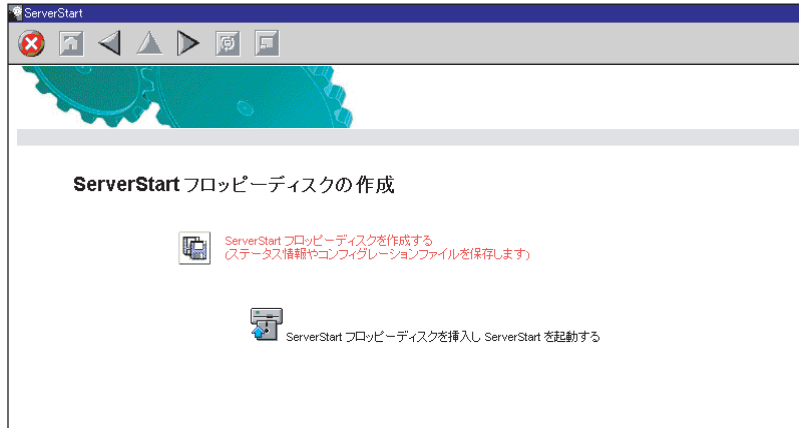 ServerStart
ServerStart フロッピーディスクの作成
ServerStart フロッピーディスクを作成する
(ステータス情報やコンフィグレーションファイルを保存します)
ServerStart フロッピーディスクを挿入し ServerStart を起動する